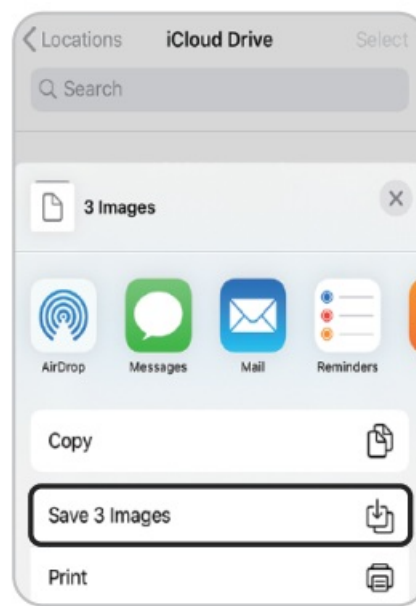 Locations iCloud Drive Select
Search
3 Images
AirDrop Messages Mail Reminders
Copy
Save 3 Images
Print